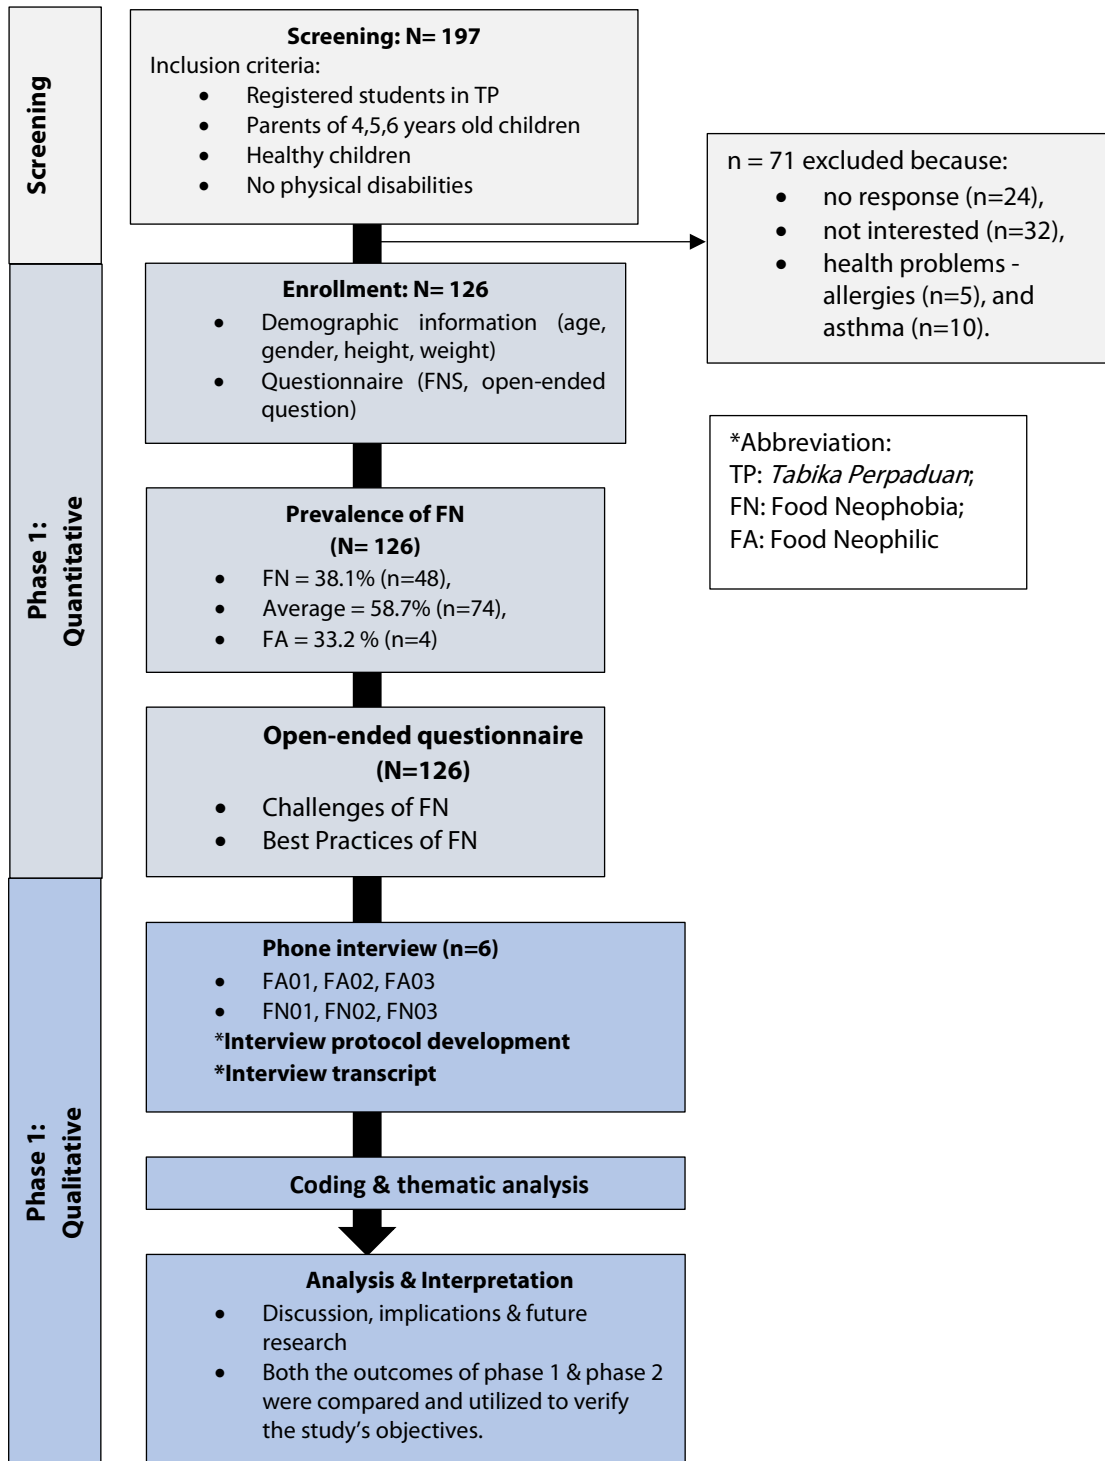 Screening
Screening: N= 197
Inclusion criteria:
• Registered students in TP
• Parents of 4,5,6 years old children
• Healthy children
• No physical disabilities
n = 71 excluded because:
• no response (n=24),
• not interested (n=32),
• health problems -
allergies (n=5), and
asthma (n=10).
Phase 1:
Quantitative
Enrollment: N= 126
• Demographic information (age,
gender, height, weight)
• Questionnaire (FNS, open-ended
question)
*Abbreviation:
TP: Tabika Perpaduan;
FN: Food Neophobia;
FA: Food Neophilic
Prevalence of FN
(N= 126)
• FN = 38.1% (n=48),
• Average = 58.7% (n=74),
• FA = 33.2 % (n=4)
Open-ended questionnaire
(N=126)
• Challenges of FN
• Best Practices of FN
Phase 1:
Qualitative
Phone interview (n=6)
• FA01, FA02, FA03
• FN01, FN02, FN03
*Interview protocol development
*Interview transcript
Coding & thematic analysis
Analysis & Interpretation
• Discussion, implications & future
research
• Both the outcomes of phase 1 & phase 2
were compared and utilized to verify
the study's objectives.